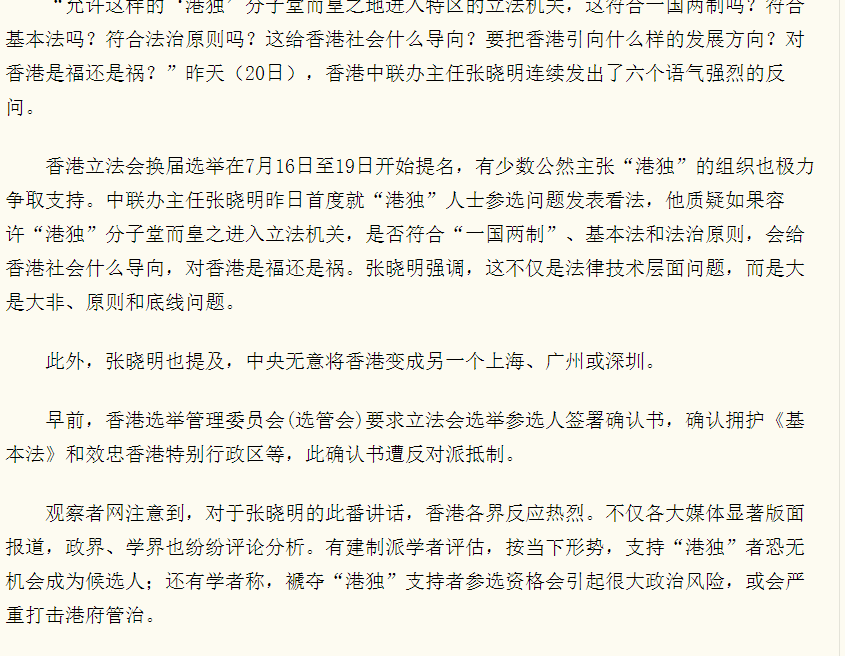 “允许这样的‘港独’分子堂而皇之地进入特区的立法机关，这符合一国两制吗？符合
基本法吗？符合法治原则吗？这给香港社会什么导向？要把香港引向什么样的发展方向？对
香港是福还是祸？”昨天（20日），香港中联办主任张晓明连续发出了六个语气强烈的反
问。
香港立法会换届选举在7月16日至19日开始提名，有少数公然主张“港独”的组织也极力
争取支持。中联办主任张晓明昨日首度就“港独”人士参选问题发表看法，他质疑如果容
许“港独”分子堂而皇之进入立法机关，是否符合“一国两制”、基本法和法治原则，会给
香港社会什么导向，对香港是福还是祸。张晓明强调，这不仅是法律技术层面问题，而是大
是大非、原则和底线问题。
此外，张晓明也提及，中央无意将香港变成另一个上海、广州或深圳。
早前，香港选举管理委员会(选管会)要求立法会选举参选人签署确认书，确认拥护《基
本法》和效忠香港特别行政区等，此确认书遭反对派抵制。
观察者网注意到，对于张晓明的此番讲话，香港各界反应热烈。不仅各大媒体显著版面
报道，政界、学界也纷纷评论分析。有建制派学者评估，按当下形势，支持“港独”者恐无
机会成为候选人；还有学者称，褫夺“港独”支持者参选资格会引起很大政治风险，或会严
重打击港府管治。